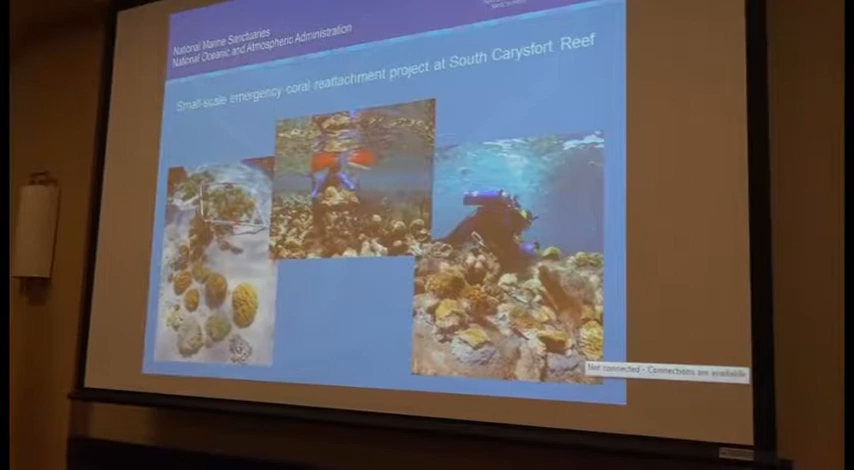 National Marine Sanctuaries
National Oceanic and Atmospheric Administration
Small-scale emergency coral reattachment project at South Carysfort Reef
Not connected - Connections are available